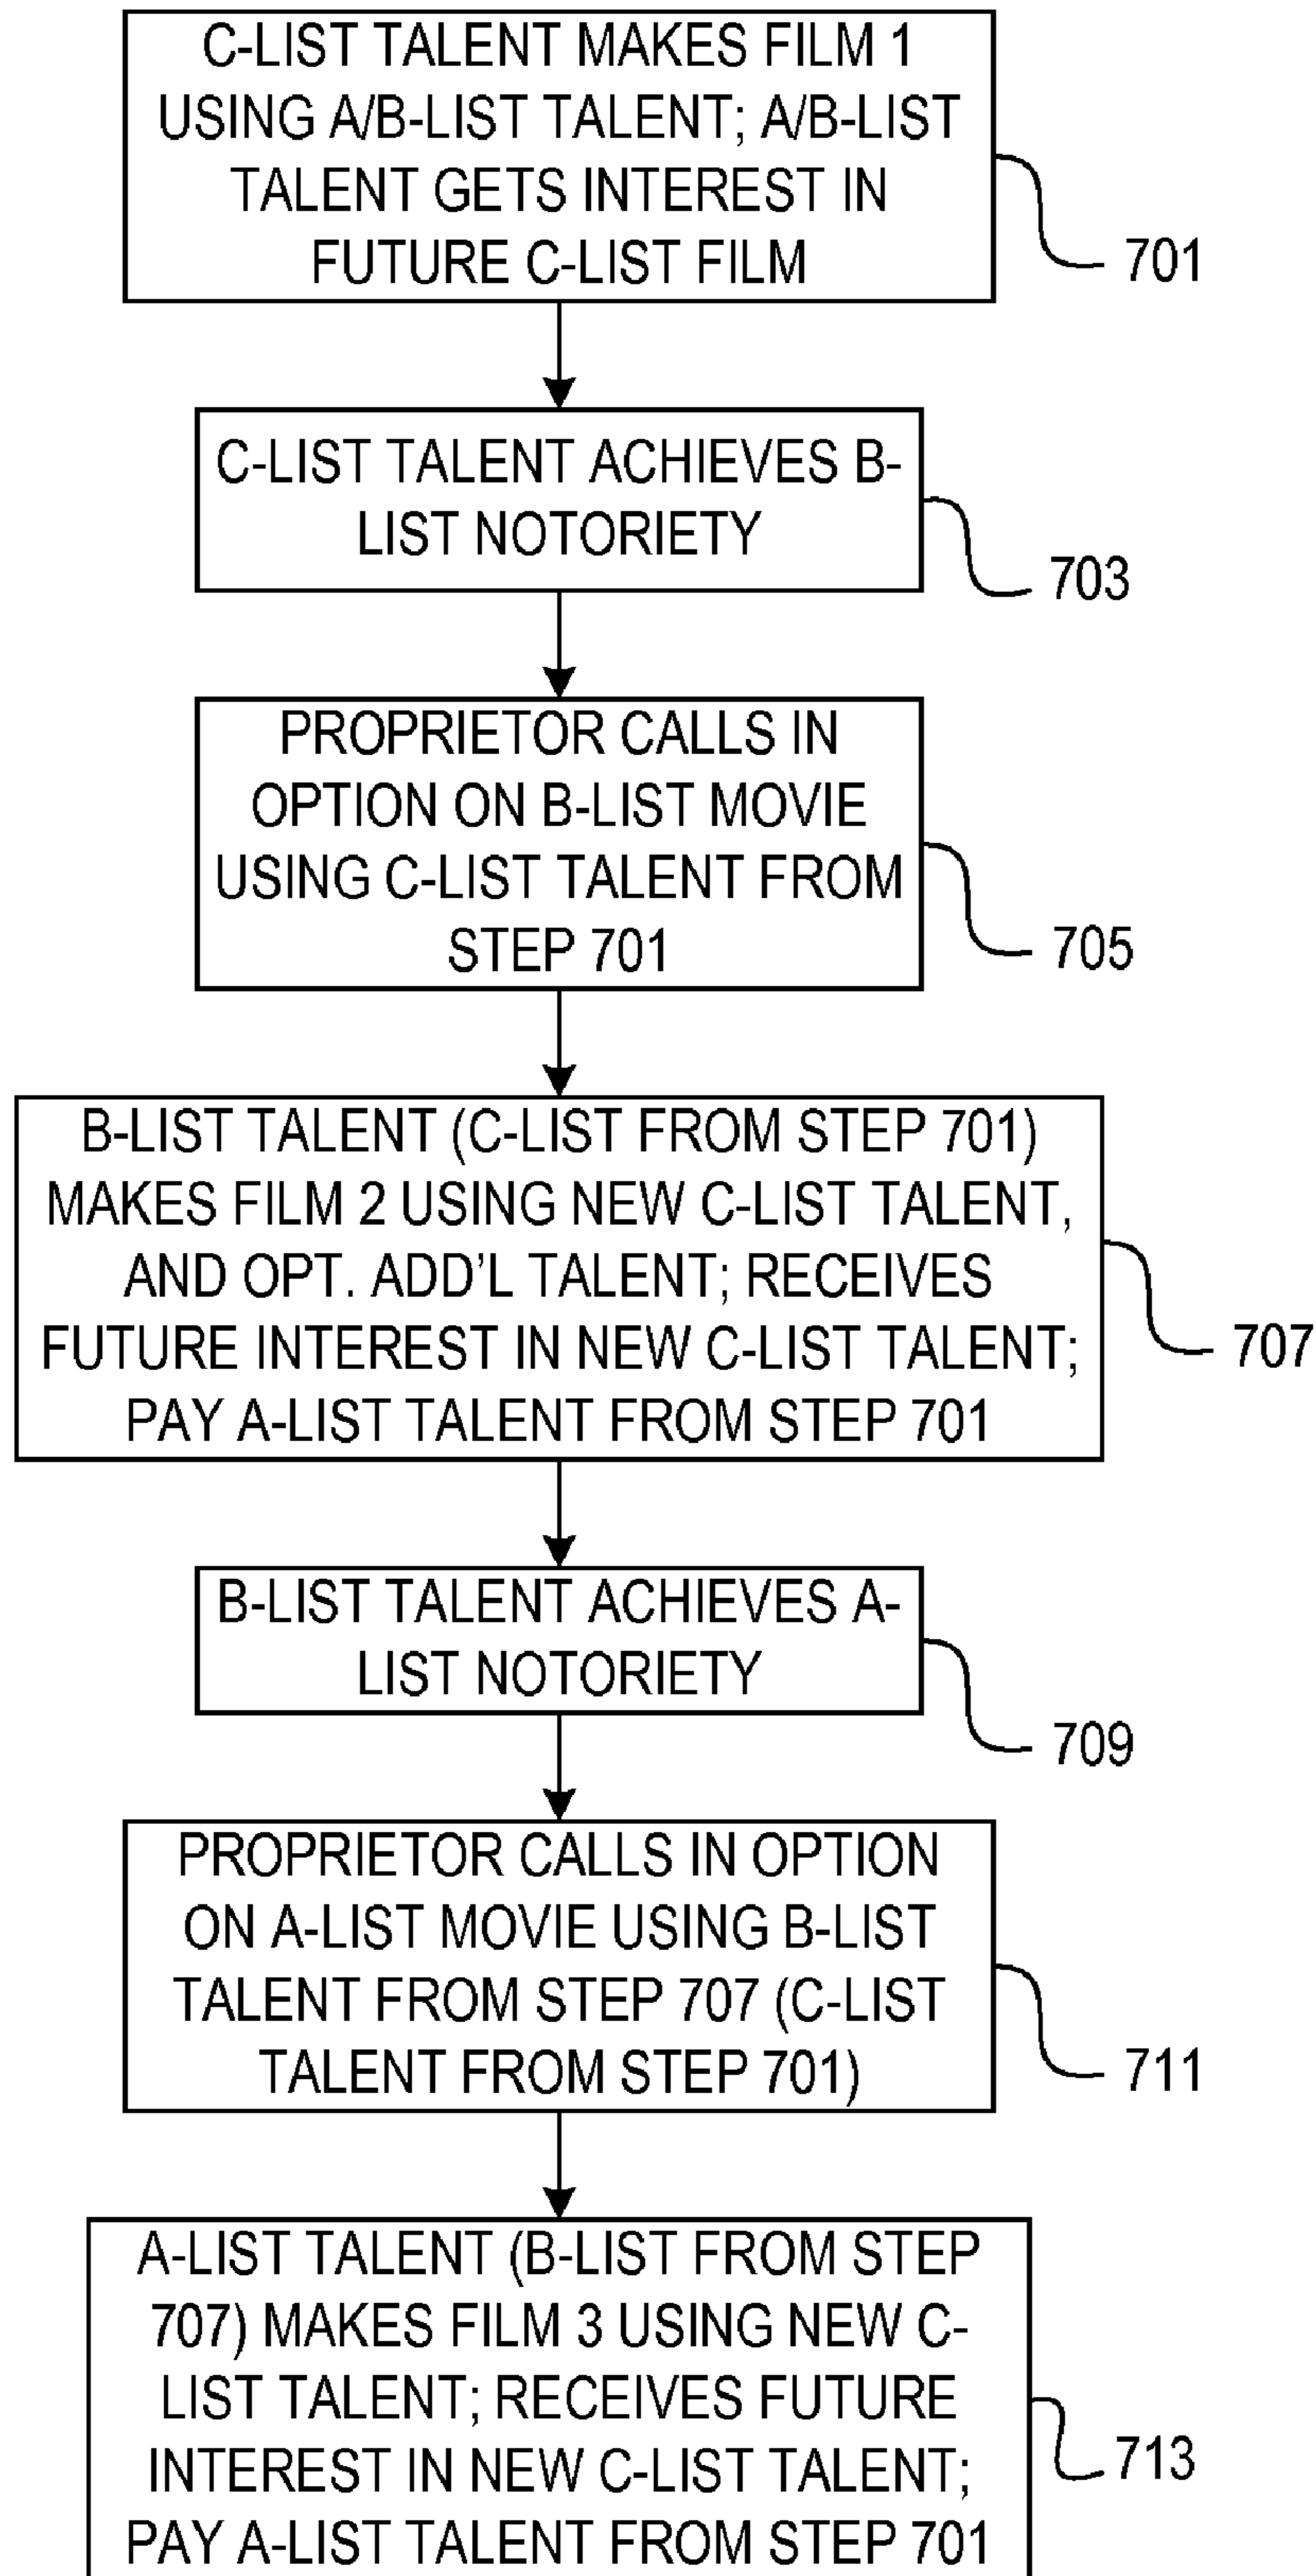 C-LIST TALENT MAKES FILM 1
USING A/B-LIST TALENT; A/B-LIST
TALENT GETS INTEREST IN
FUTURE C-LIST FILM
701
C-LIST TALENT ACHIEVES B-
LIST NOTORIETY
703
PROPRIETOR CALLS IN
OPTION ON B-LIST MOVIE
USING C-LIST TALENT FROM
STEP 701
705
B-LIST TALENT (C-LIST FROM STEP 701)
MAKES FILM 2 USING NEW C-LIST TALENT,
AND OPT. ADD'L TALENT; RECEIVES
FUTURE INTEREST IN NEW C-LIST TALENT;
PAY A-LIST TALENT FROM STEP 701
707
B-LIST TALENT ACHIEVES A-
LIST NOTORIETY
709
PROPRIETOR CALLS IN OPTION
ON A-LIST MOVIE USING B-LIST
TALENT FROM STEP 707 (C-LIST
TALENT FROM STEP 701)
711
A-LIST TALENT (B-LIST FROM STEP
707) MAKES FILM 3 USING NEW C-
LIST TALENT; RECEIVES FUTURE
INTEREST IN NEW C-LIST TALENT;
PAY A-LIST TALENT FROM STEP 701
713